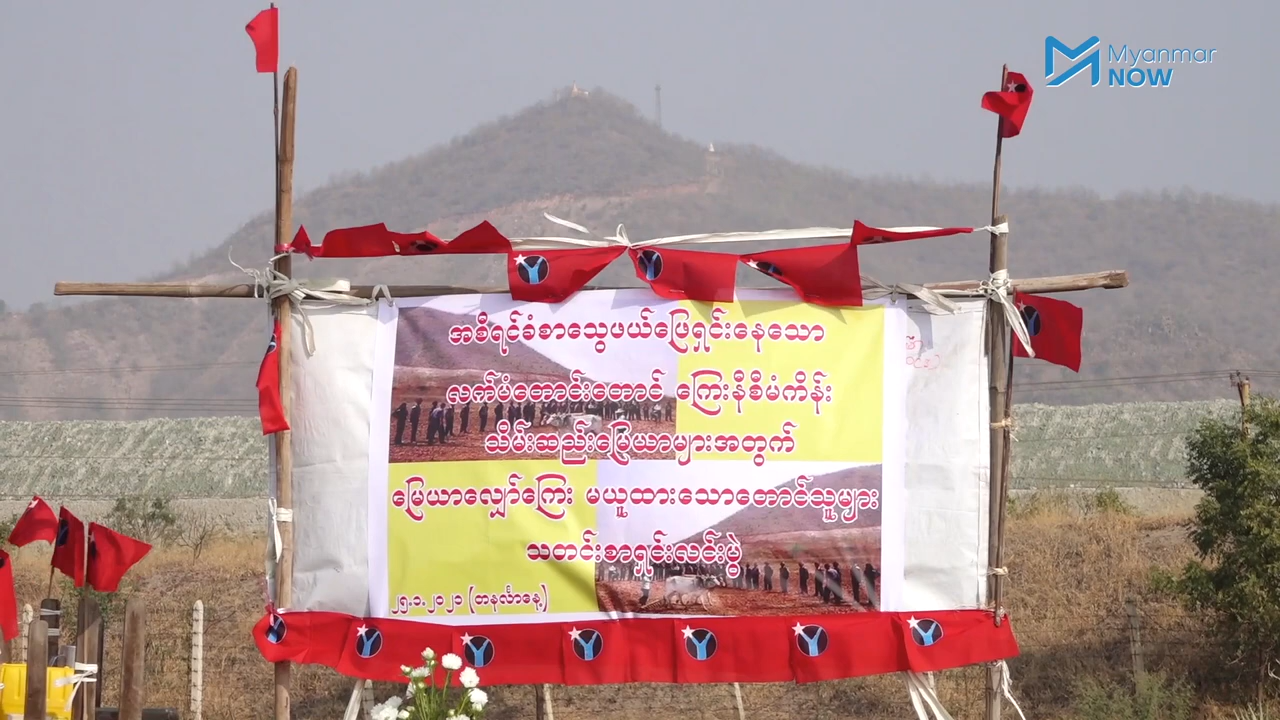 Myanmar
NOW
အစီရင်ခံစာသွေဖယ်ဖြေရှင်းနေသော
လက်ပံတောင်းတောင် ကြေးနီစီမံကိန်း
သိမ်းဆည်းမြေယာများအတွက်
မြေယာလျှော်ကြေး မယူထားသောတောင်သူများ
သတင်းစာရှင်းလင်းပွဲ
၂၅.၁.၂၀၂၁ (တနင်္လာနေ့)